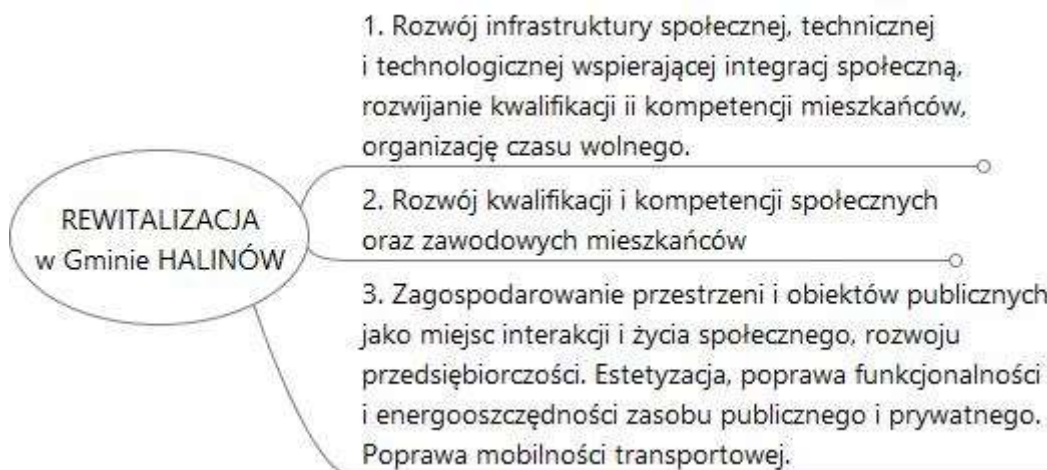 1. Rozwój infrastruktury społecznej, technicznej
i technologicznej wspierającej integracj społeczną,
rozwijanie kwalifikacji ii kompetencji mieszkańców,
organizację czasu wolnego.
REWITALIZACJA
w Gminie HALINÓW
2. Rozwój kwalifikacji i kompetencji społecznych
oraz zawodowych mieszkańców
3. Zagospodarowanie przestrzeni i obiektów publicznych
jako miejsc interakcji i życia społecznego, rozwoju
przedsiębiorczości. Estetyzacja, poprawa funkcjonalności
i energooszczędności zasobu publicznego i prywatnego.
Poprawa mobilności transportowej.